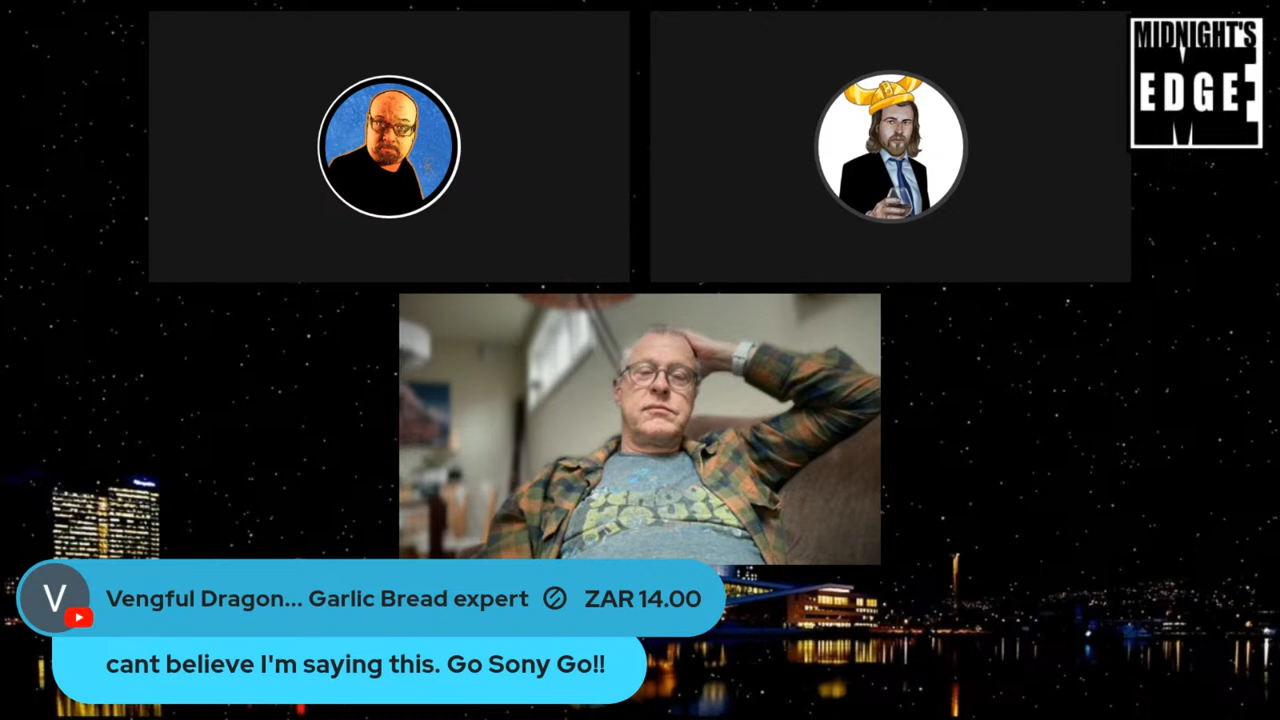 MIDNIGHT'S
EDGE
V
Vengful Dragon... Garlic Bread expert ZAR 14.00
cant believe I'm saying this. Go Sony Go!!